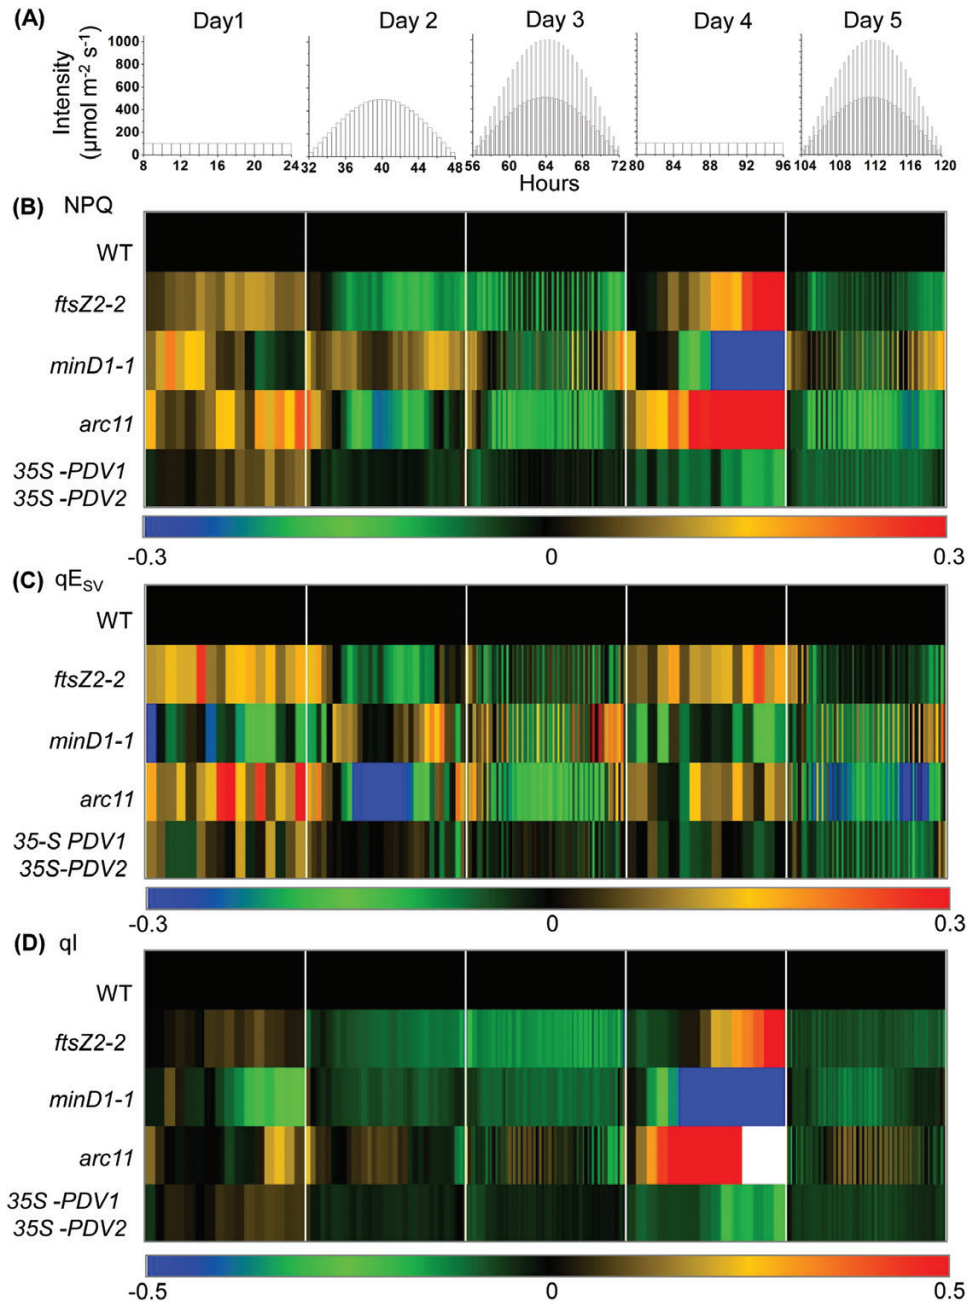 (A)
Day1 Day 2 Day 3 Day 4 Day 5
Intensity
(µmol m⁻² s⁻¹)
1000
800
600
400
200
0
8 12 16 20 24 32 36 40 44 48 56 60 64 68 72 80 84 88 92 96 104 108 112 116 120
Hours
(B) NPQ
WT
ftsZ2-2
minD1-1
arc11
35S -PDV1
35S -PDV2
-0.3 0 0.3
(C) qE_SV
WT
ftsZ2-2
minD1-1
arc11
35-S PDV1
35S-PDV2
-0.3 0 0.3
(D) qI
WT
ftsZ2-2
minD1-1
arc11
35S -PDV1
35S -PDV2
-0.5 0 0.5